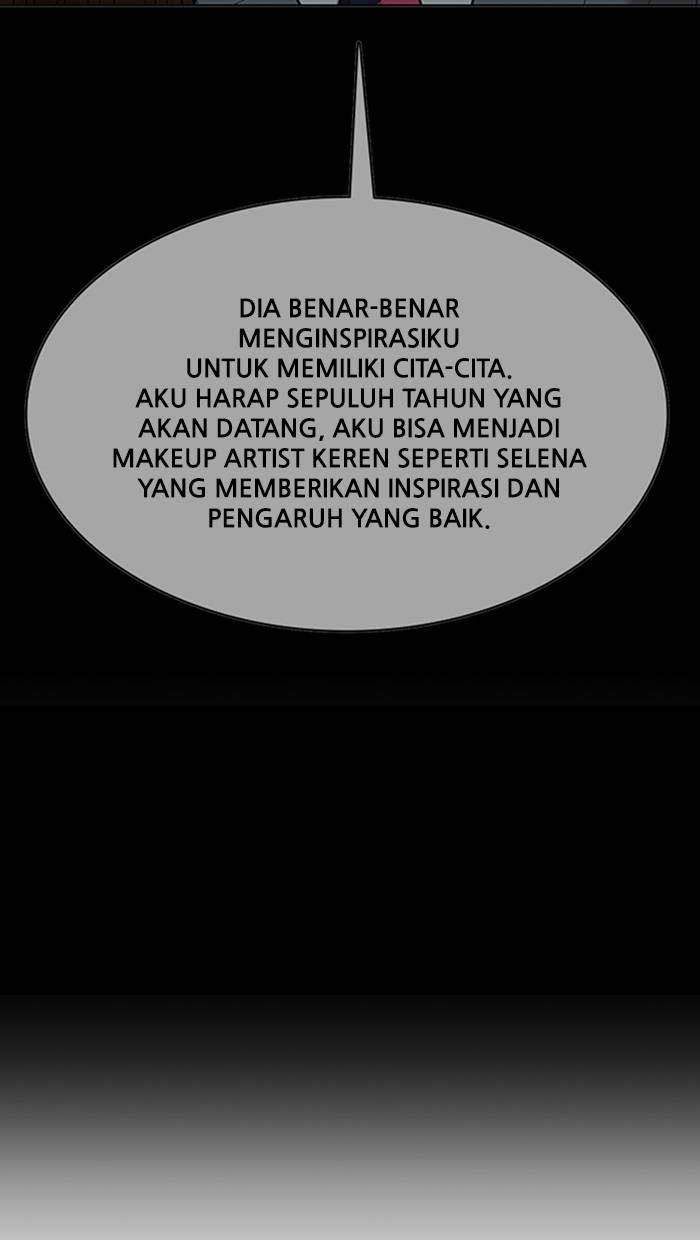 DIA BENAR-BENAR
MENGINSPIRASIKU
UNTUK MEMILIKI CITA-CITA.
AKU HARAP SEPULUH TAHUN YANG
AKAN DATANG, AKU BISA MENJADI
MAKEUP ARTIST KEREN SEPERTI SELENA
YANG MEMBERIKAN INSPIRASI DAN
PENGARUH YANG BAIK.